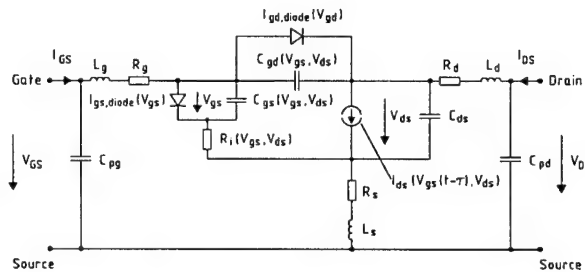 I_gd,diode(V_gd)
I_GS L_g R_g C_gd(V_gs,V_ds) R_d L_d I_DS
Gate Drain
I_gs,diode(V_gs) V_gs C_gs(V_gs,V_ds) V_ds C_ds
R_i(V_gs,V_ds)
V_GS C_pg I_ds(V_gs(t-τ),V_ds) C_pd V_D
R_s
L_s
Source Source